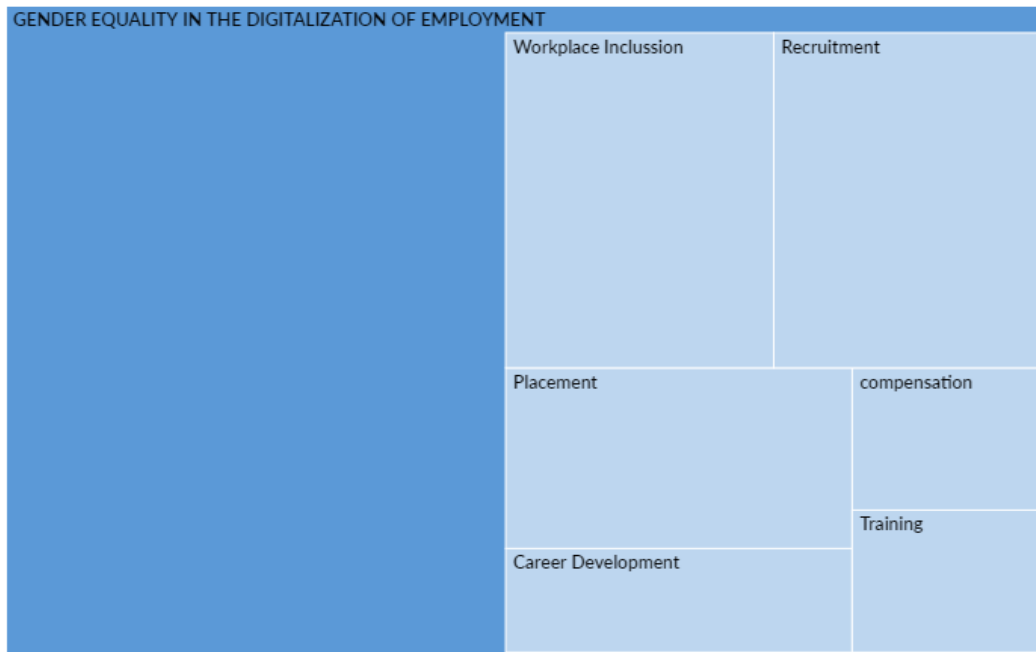 GENDER EQUALITY IN THE DIGITALIZATION OF EMPLOYMENT
Workplace Inclussion
Recruitment
Placement
compensation
Training
Career Development